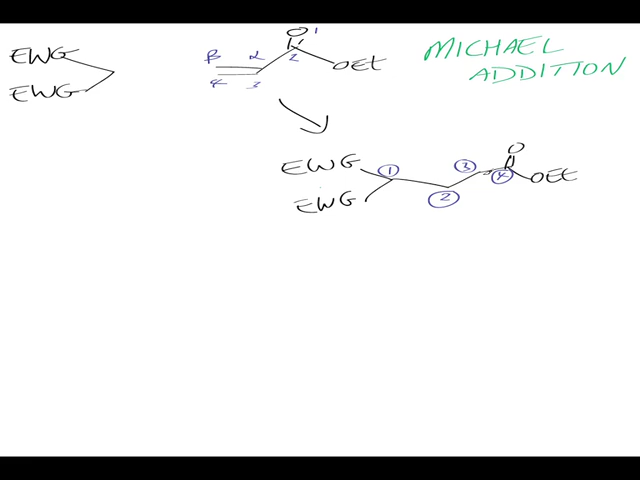 EWG
EWG
O 1
β α 2
4 3
OEt
MICHAEL
ADDITION
EWG
EWG
1
2
3
4
O
OEt